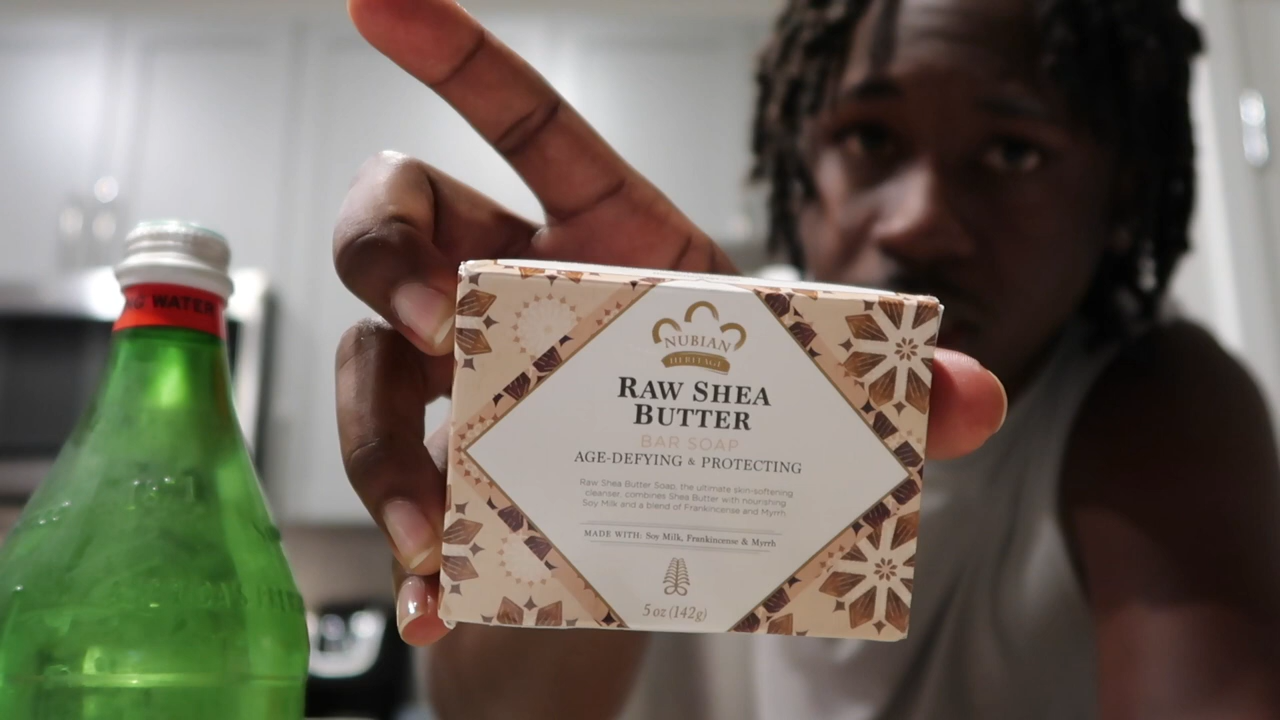 NG WATER
NUBIAN
HERITAGE
RAW SHEA
BUTTER
BAR SOAP
AGE-DEFYING & PROTECTING
Raw Shea Butter Soap, the ultimate skin-softening
cleanser, combines Shea Butter with nourishing
Soy Milk and a blend of Frankincense and Myrrh
MADE WITH: Soy Milk, Frankincense & Myrrh
5 oz (142g)